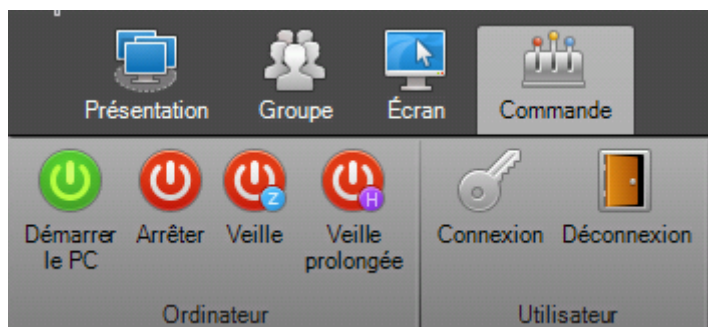 Présentation Groupe Écran Commande
Démarrer le PC Arrêter Veille Veille prolongée Connexion Déconnexion
Z H
Ordinateur Utilisateur